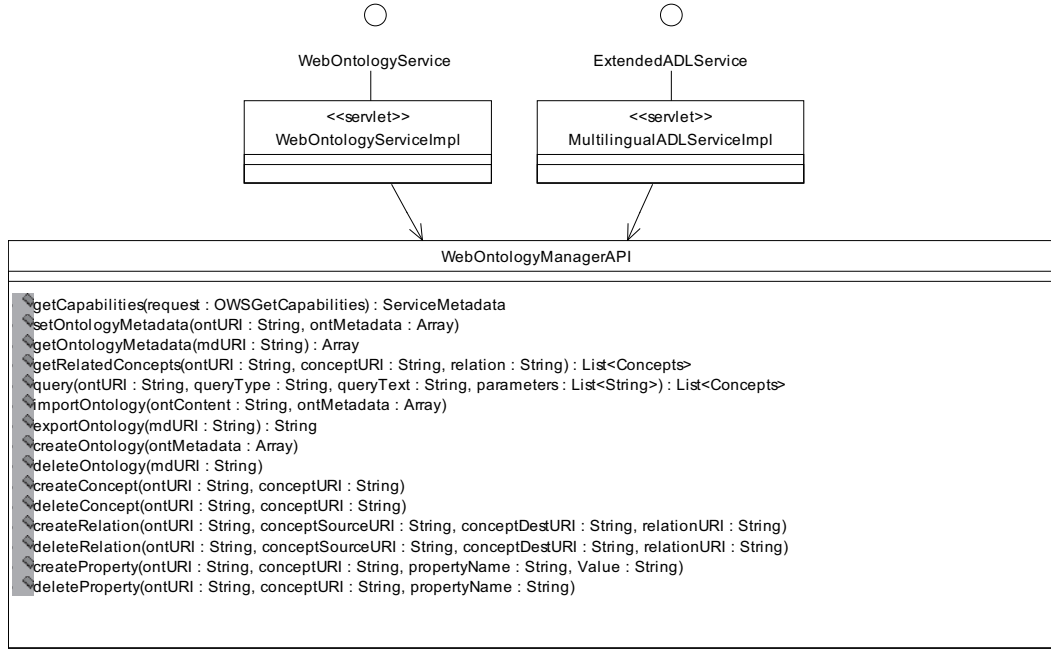 WebOntologyService
ExtendedADLService
<<servlet>>
WebOntologyServiceImpl
<<servlet>>
MultilingualADLServiceImpl
WebOntologyManagerAPI
getCapabilities(request : OWSGetCapabilities) : ServiceMetadata
setOntologyMetadata(ontURI : String, ontMetadata : Array)
getOntologyMetadata(mdURI : String) : Array
getRelatedConcepts(ontURI : String, conceptURI : String, relation : String) : List<Concepts>
query(ontURI : String, queryType : String, queryText : String, parameters : List<String>) : List<Concepts>
importOntology(ontContent : String, ontMetadata : Array)
exportOntology(mdURI : String) : String
createOntology(ontMetadata : Array)
deleteOntology(mdURI : String)
createConcept(ontURI : String, conceptURI : String)
deleteConcept(ontURI : String, conceptURI : String)
createRelation(ontURI : String, conceptSourceURI : String, conceptDestURI : String, relationURI : String)
deleteRelation(ontURI : String, conceptSourceURI : String, conceptDestURI : String, relationURI : String)
createProperty(ontURI : String, conceptURI : String, propertyName : String, Value : String)
deleteProperty(ontURI : String, conceptURI : String, propertyName : String)